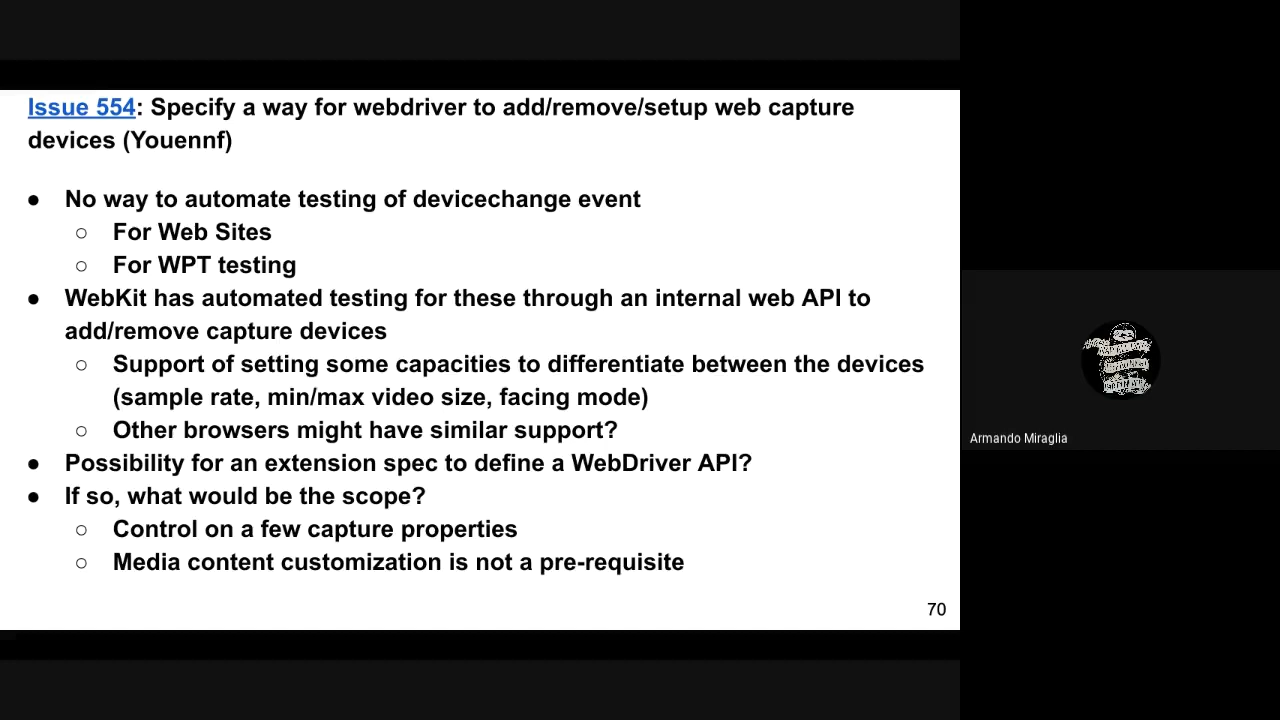 Issue 554: Specify a way for webdriver to add/remove/setup web capture
devices (Youennf)
● No way to automate testing of devicechange event
○ For Web Sites
○ For WPT testing
● WebKit has automated testing for these through an internal web API to
add/remove capture devices
○ Support of setting some capacities to differentiate between the devices
(sample rate, min/max video size, facing mode)
○ Other browsers might have similar support?
● Possibility for an extension spec to define a WebDriver API?
● If so, what would be the scope?
○ Control on a few capture properties
○ Media content customization is not a pre-requisite
70
Armando Miraglia